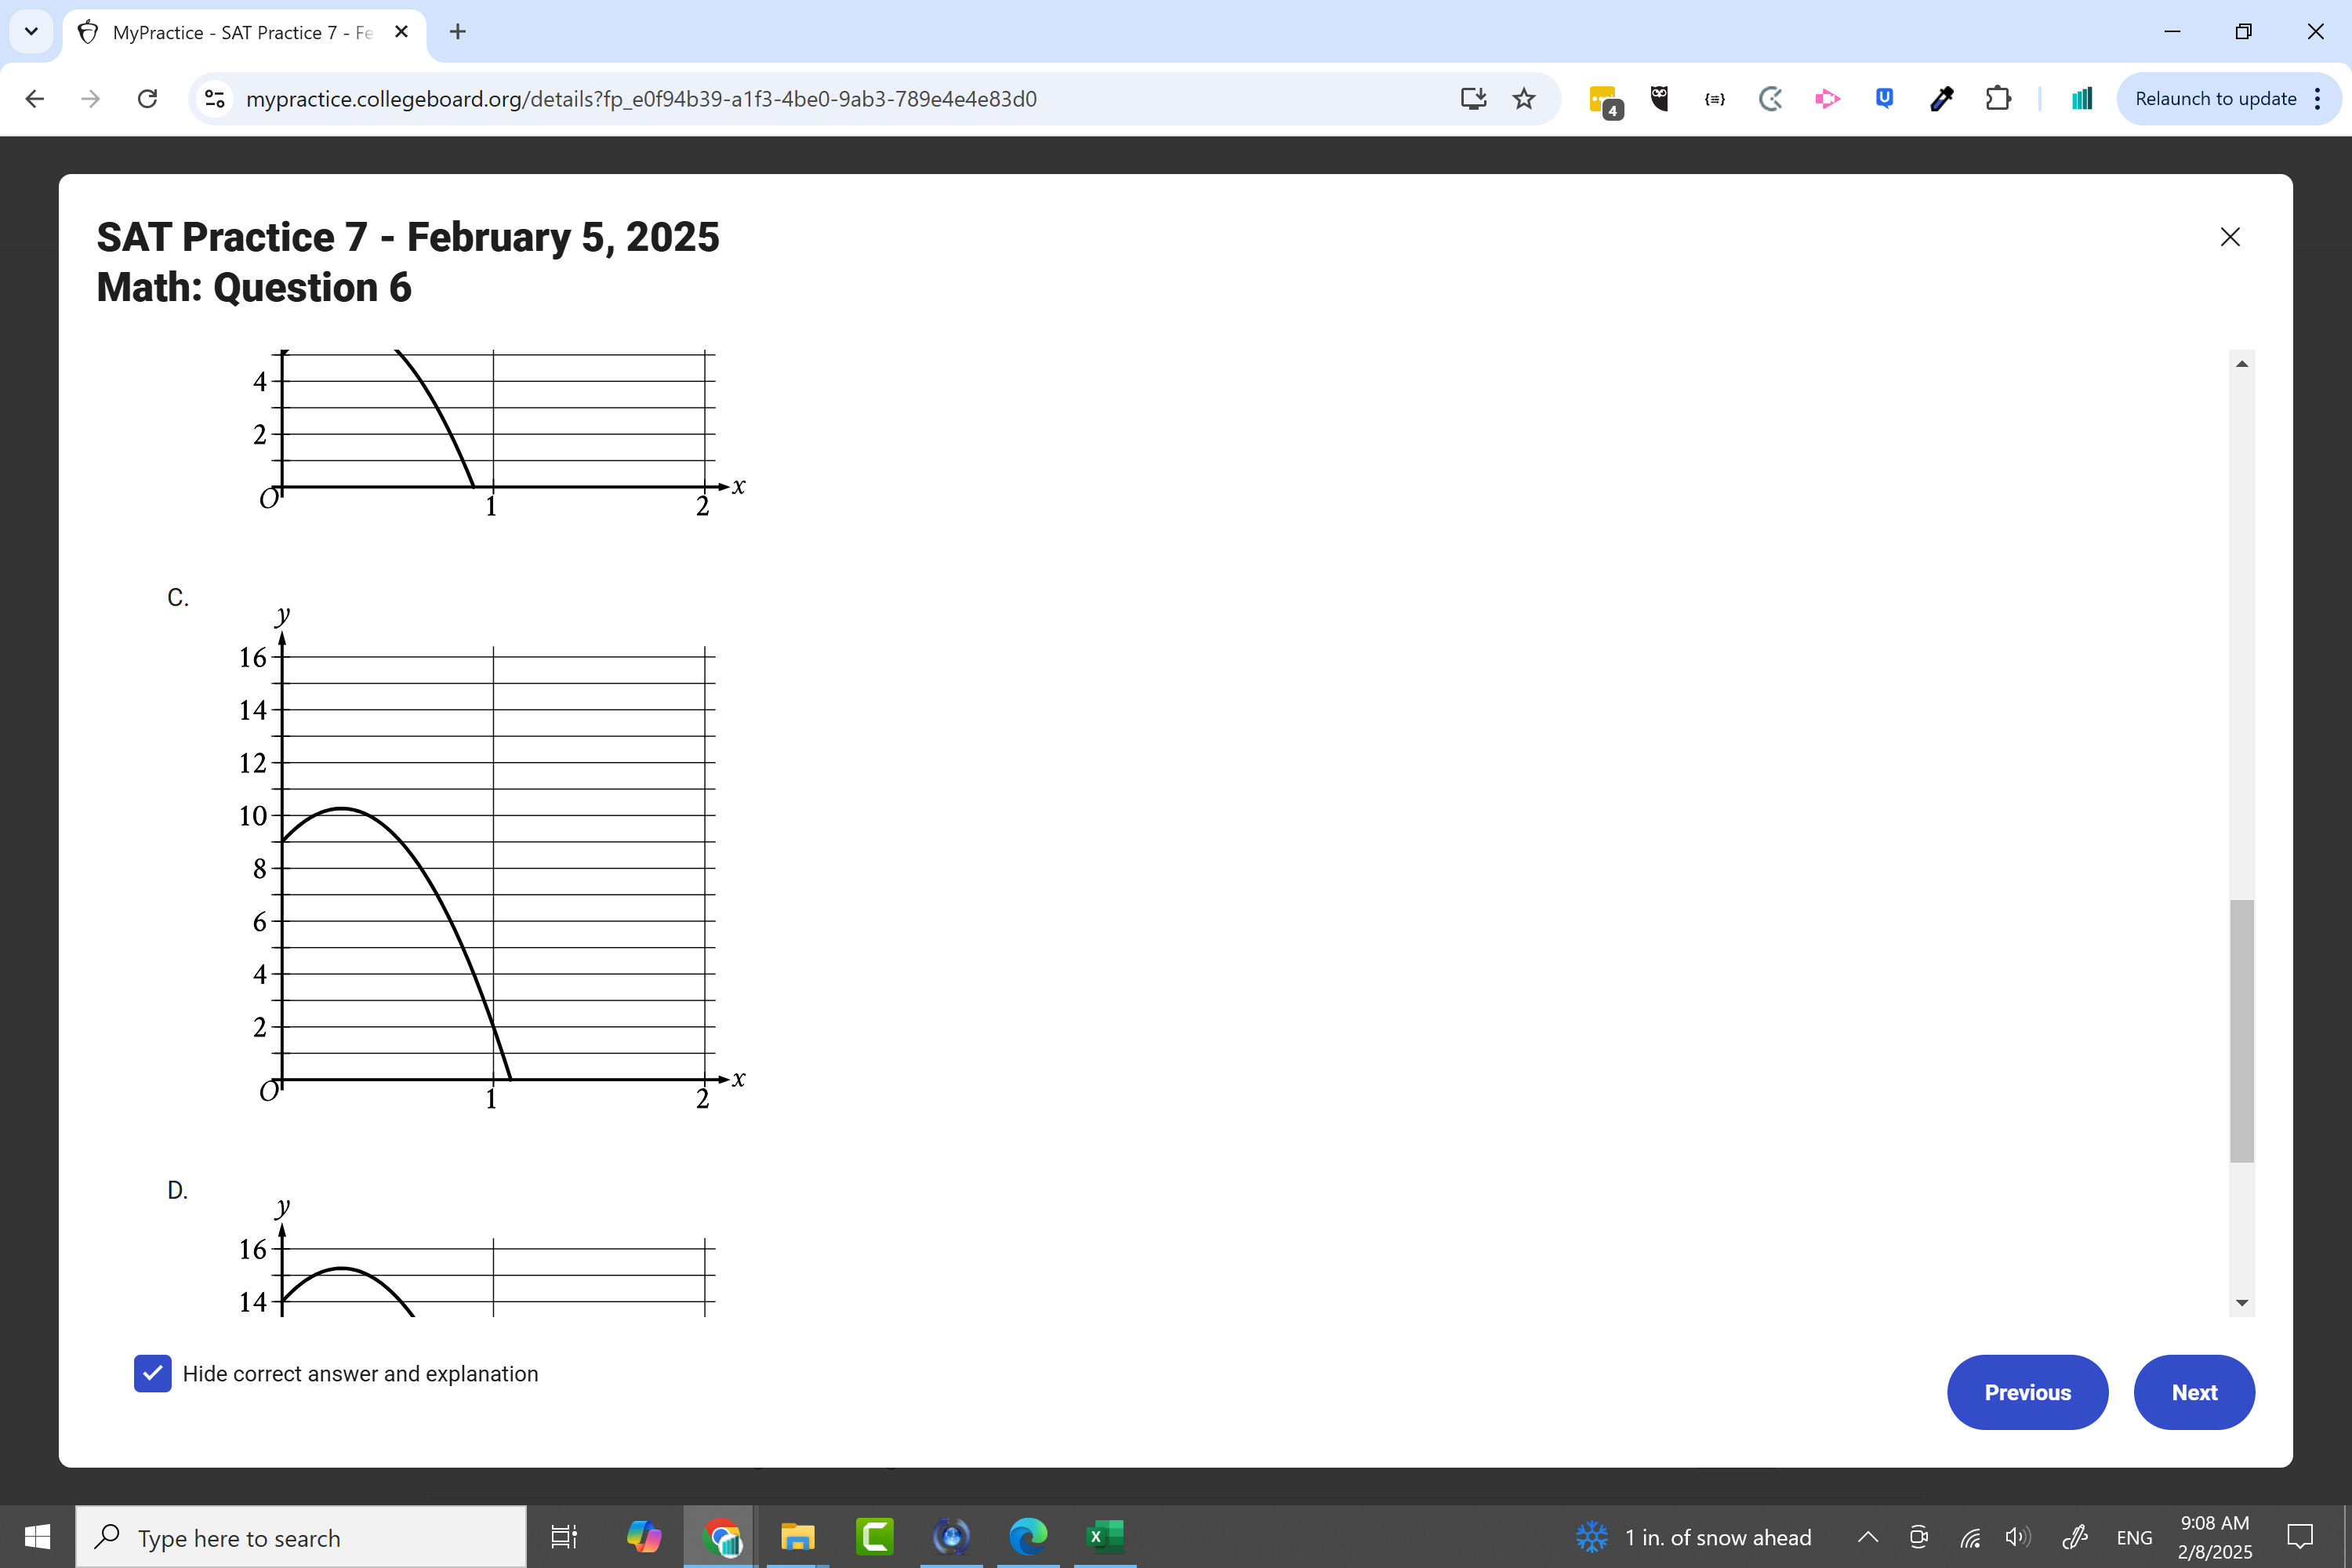 MyPractice - SAT Practice 7 - Fe
mypractice.collegeboard.org/details?fp_e0f94b39-a1f3-4be0-9ab3-789e4e4e83d0
4
Relaunch to update
SAT Practice 7 - February 5, 2025
Math: Question 6
4
2
O
1
2
x
C.
y
16
14
12
10
8
6
4
2
O
1
2
x
D.
y
16
14
Hide correct answer and explanation
Previous
Next
Type here to search
1 in. of snow ahead
ENG
9:08 AM
2/8/2025